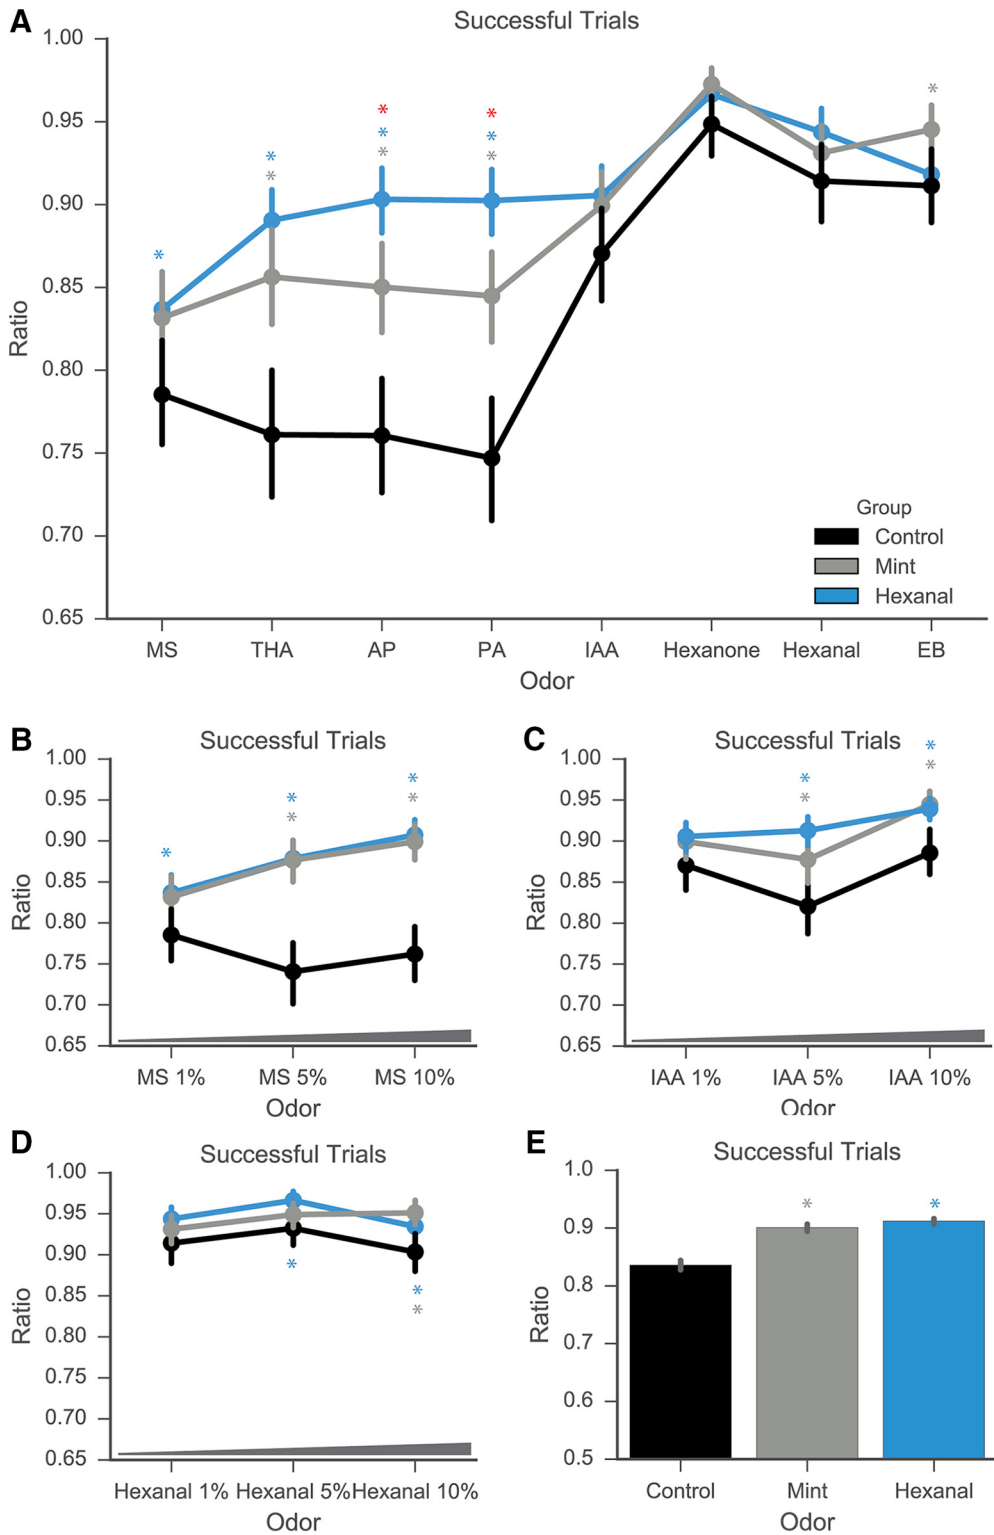 A
Successful Trials
1.00
0.95
0.90
0.85
0.80
0.75
0.70
0.65
Ratio
* * * * * * * * * * *
Group
Control
Mint
Hexanal
MS THA AP PA IAA Hexanone Hexanal EB
Odor
B
Successful Trials
1.00
0.95
0.90
0.85
0.80
0.75
0.70
0.65
Ratio
* * * * *
MS 1% MS 5% MS 10%
Odor
C
Successful Trials
1.00
0.95
0.90
0.85
0.80
0.75
0.70
0.65
Ratio
* * * *
IAA 1% IAA 5% IAA 10%
Odor
D
Successful Trials
1.00
0.95
0.90
0.85
0.80
0.75
0.70
0.65
Ratio
* * *
Hexanal 1% Hexanal 5% Hexanal 10%
Odor
E
Successful Trials
1.0
0.9
0.8
0.7
0.6
0.5
Ratio
* *
Control Mint Hexanal
Odor